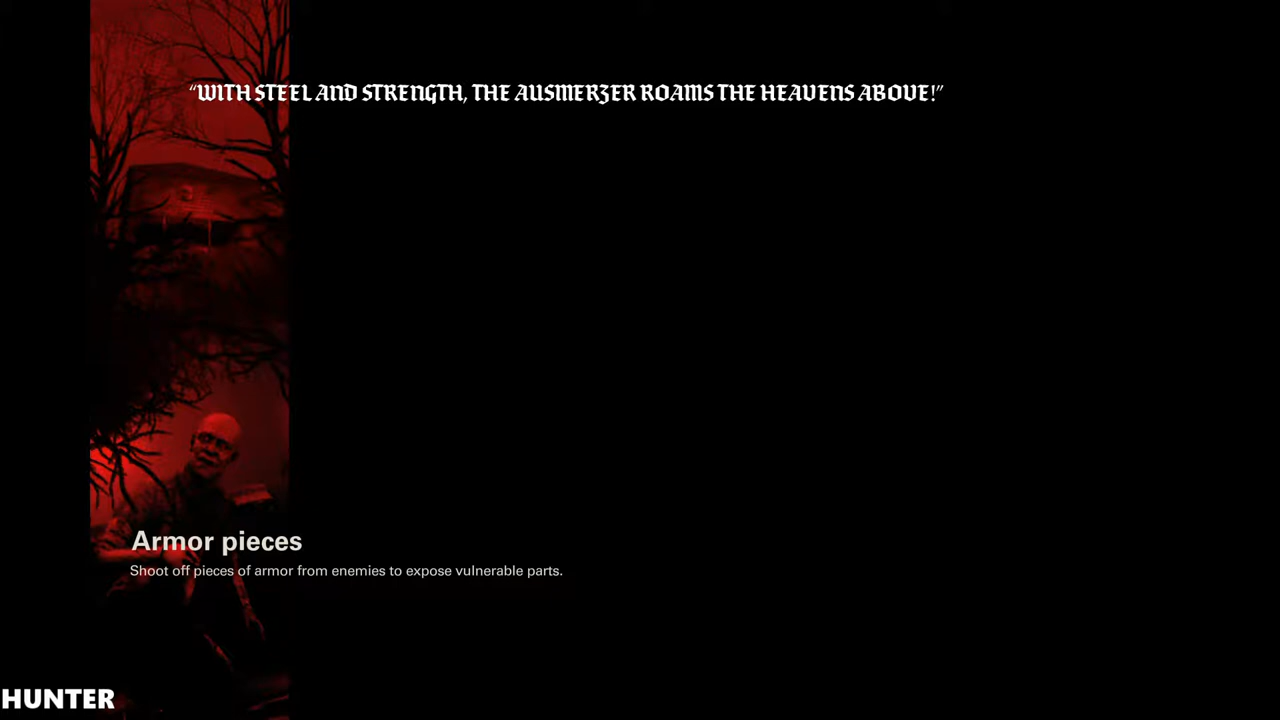 “WITH STEEL AND STRENGTH, THE AUSMERZER ROAMS THE HEAVENS ABOVE!”
Armor pieces
Shoot off pieces of armor from enemies to expose vulnerable parts.
HUNTER